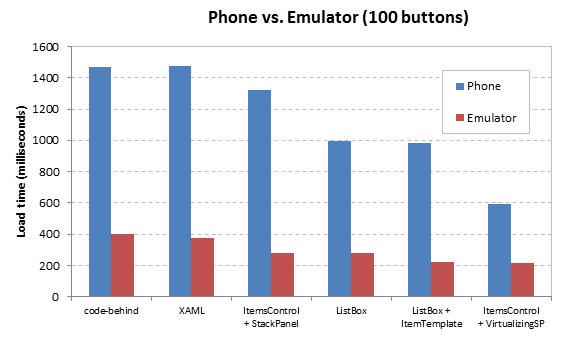 Phone vs. Emulator (100 buttons)
Load time (milliseconds)
1600
1400
1200
1000
800
600
400
200
0
Phone
Emulator
code-behind
XAML
ItemsControl
+ StackPanel
ListBox
ListBox +
ItemTemplate
ItemsControl
+ VirtualizingSP